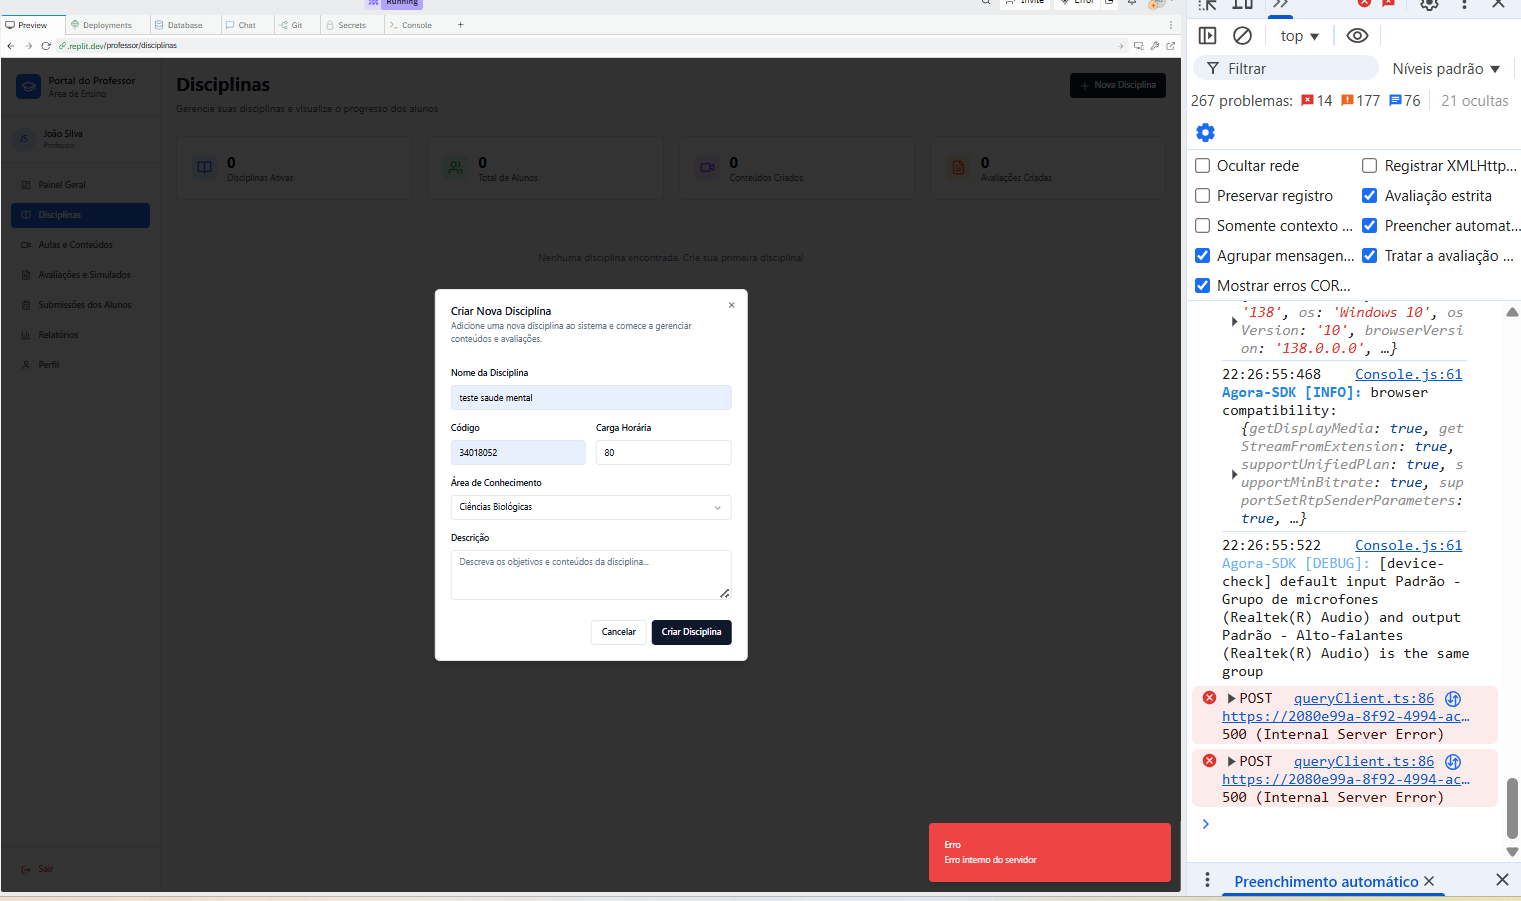 Running
Invite
Error
Preview
Deployments
Database
Chat
Git
Secrets
Console
+
.replit.dev/professor/disciplinas
Portal do Professor
Área de Ensino
JS
João Silva
Professor
Painel Geral
Disciplinas
Aulas e Conteúdos
Avaliações e Simulados
Submissões dos Alunos
Relatórios
Perfil
Sair
Disciplinas
Gerencie suas disciplinas e visualize o progresso dos alunos
+ Nova Disciplina
0
Disciplinas Ativas
0
Total de Alunos
0
Conteúdos Criados
0
Avaliações Criadas
Nenhuma disciplina encontrada. Crie sua primeira disciplina!
Criar Nova Disciplina
Adicione uma nova disciplina ao sistema e comece a gerenciar
conteúdos e avaliações.
Nome da Disciplina
teste saude mental
Código
Carga Horária
34018052
80
Área de Conhecimento
Ciências Biológicas
Descrição
Descreva os objetivos e conteúdos da disciplina...
Cancelar
Criar Disciplina
Erro
Erro interno do servidor
top
Filtrar
Níveis padrão
267 problemas: 14 177 76 21 ocultas
Ocultar rede
Registrar XMLHttp...
Preservar registro
Avaliação estrita
Somente contexto ...
Preencher automat...
Agrupar mensagen...
Tratar a avaliação ...
Mostrar erros COR...
'138', os: 'Windows 10', os
Version: '10', browserVersi
on: '138.0.0.0', …}
22:26:55:468 Console.js:61
Agora-SDK [INFO]: browser
compatibility:
{getDisplayMedia: true, get
StreamFromExtension: true,
supportUnifiedPlan: true, s
upportMinBitrate: true, sup
portSetRtpSenderParameters:
true, …}
22:26:55:522 Console.js:61
Agora-SDK [DEBUG]: [device-
check] default input Padrão -
Grupo de microfones
(Realtek(R) Audio) and output
Padrão - Alto-falantes
(Realtek(R) Audio) is the same
group
POST queryClient.ts:86
https://2080e99a-8f92-4994-ac…
500 (Internal Server Error)
POST queryClient.ts:86
https://2080e99a-8f92-4994-ac…
500 (Internal Server Error)
Preenchimento automático